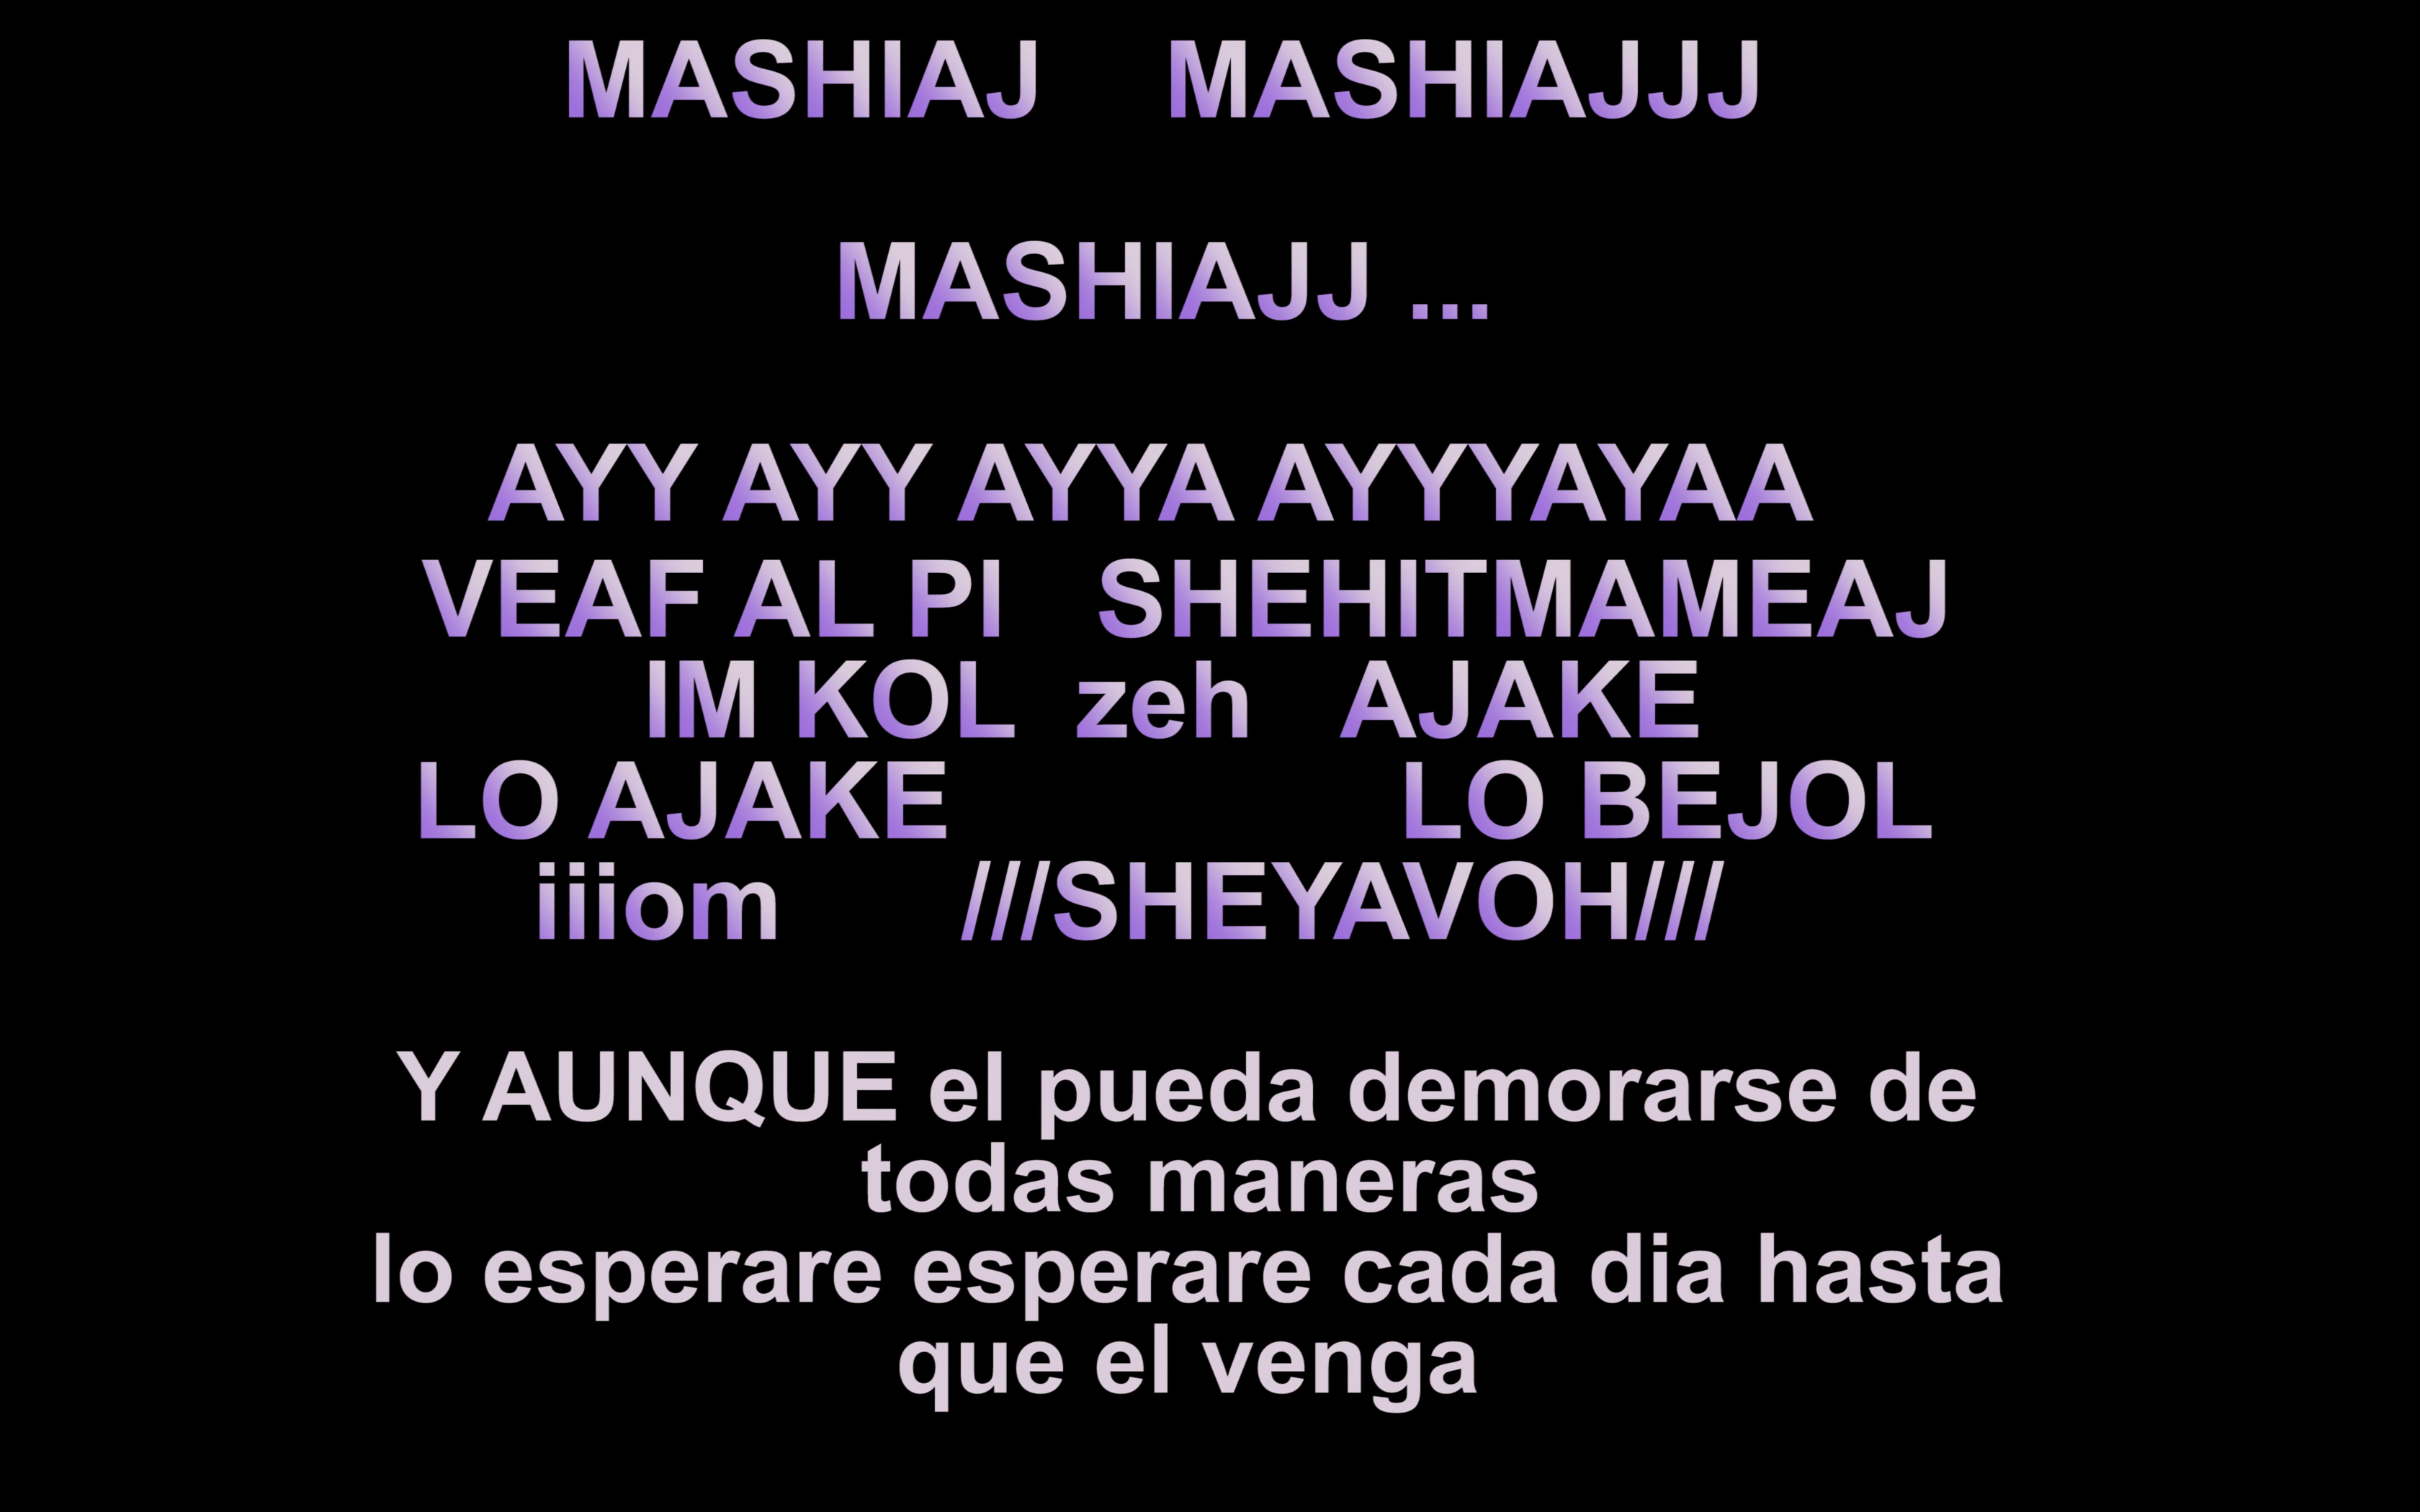 MASHIAJ MASHIAJJJ
MASHIAJJ ...
AYY AYY AYYA AYYYAYAA
VEAF AL PI SHEHITMAMEAJ
IM KOL zeh AJAKE
LO AJAKE LO BEJOL
iiiom ///SHEYAVOH///
Y AUNQUE el pueda demorarse de
todas maneras
lo esperare esperare cada dia hasta
que el venga